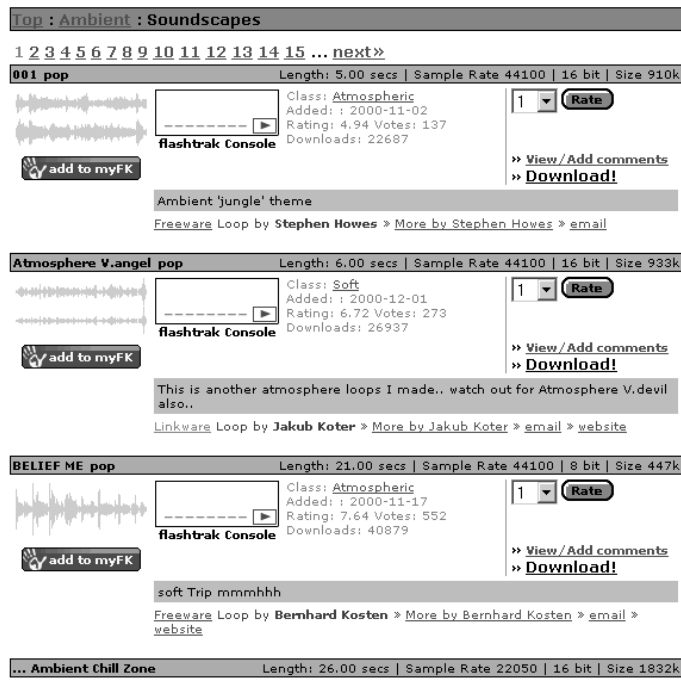 Top : Ambient : Soundscapes
1 2 3 4 5 6 7 8 9 10 11 12 13 14 15 ... next»
001 pop Length: 5.00 secs | Sample Rate 44100 | 16 bit | Size 910k
Class: Atmospheric
Added: : 2000-11-02
Rating: 4.94 Votes: 137
Downloads: 22687
flashtrak Console
add to myFK
1 Rate
» View/Add comments
» Download!
Ambient 'jungle' theme
Freeware Loop by Stephen Howes » More by Stephen Howes » email
Atmosphere V.angel pop Length: 6.00 secs | Sample Rate 44100 | 16 bit | Size 933k
Class: Soft
Added: : 2000-12-01
Rating: 6.72 Votes: 273
Downloads: 26937
flashtrak Console
add to myFK
1 Rate
» View/Add comments
» Download!
This is another atmosphere loops I made.. watch out for Atmosphere V.devil
also..
Linkware Loop by Jakub Koter » More by Jakub Koter » email » website
BELIEF ME pop Length: 21.00 secs | Sample Rate 44100 | 8 bit | Size 447k
Class: Atmospheric
Added: : 2000-11-17
Rating: 7.64 Votes: 552
Downloads: 40879
flashtrak Console
add to myFK
1 Rate
» View/Add comments
» Download!
soft Trip mmmhhh
Freeware Loop by Bernhard Kosten » More by Bernhard Kosten » email »
website
... Ambient Chill Zone Length: 26.00 secs | Sample Rate 22050 | 16 bit | Size 1832k